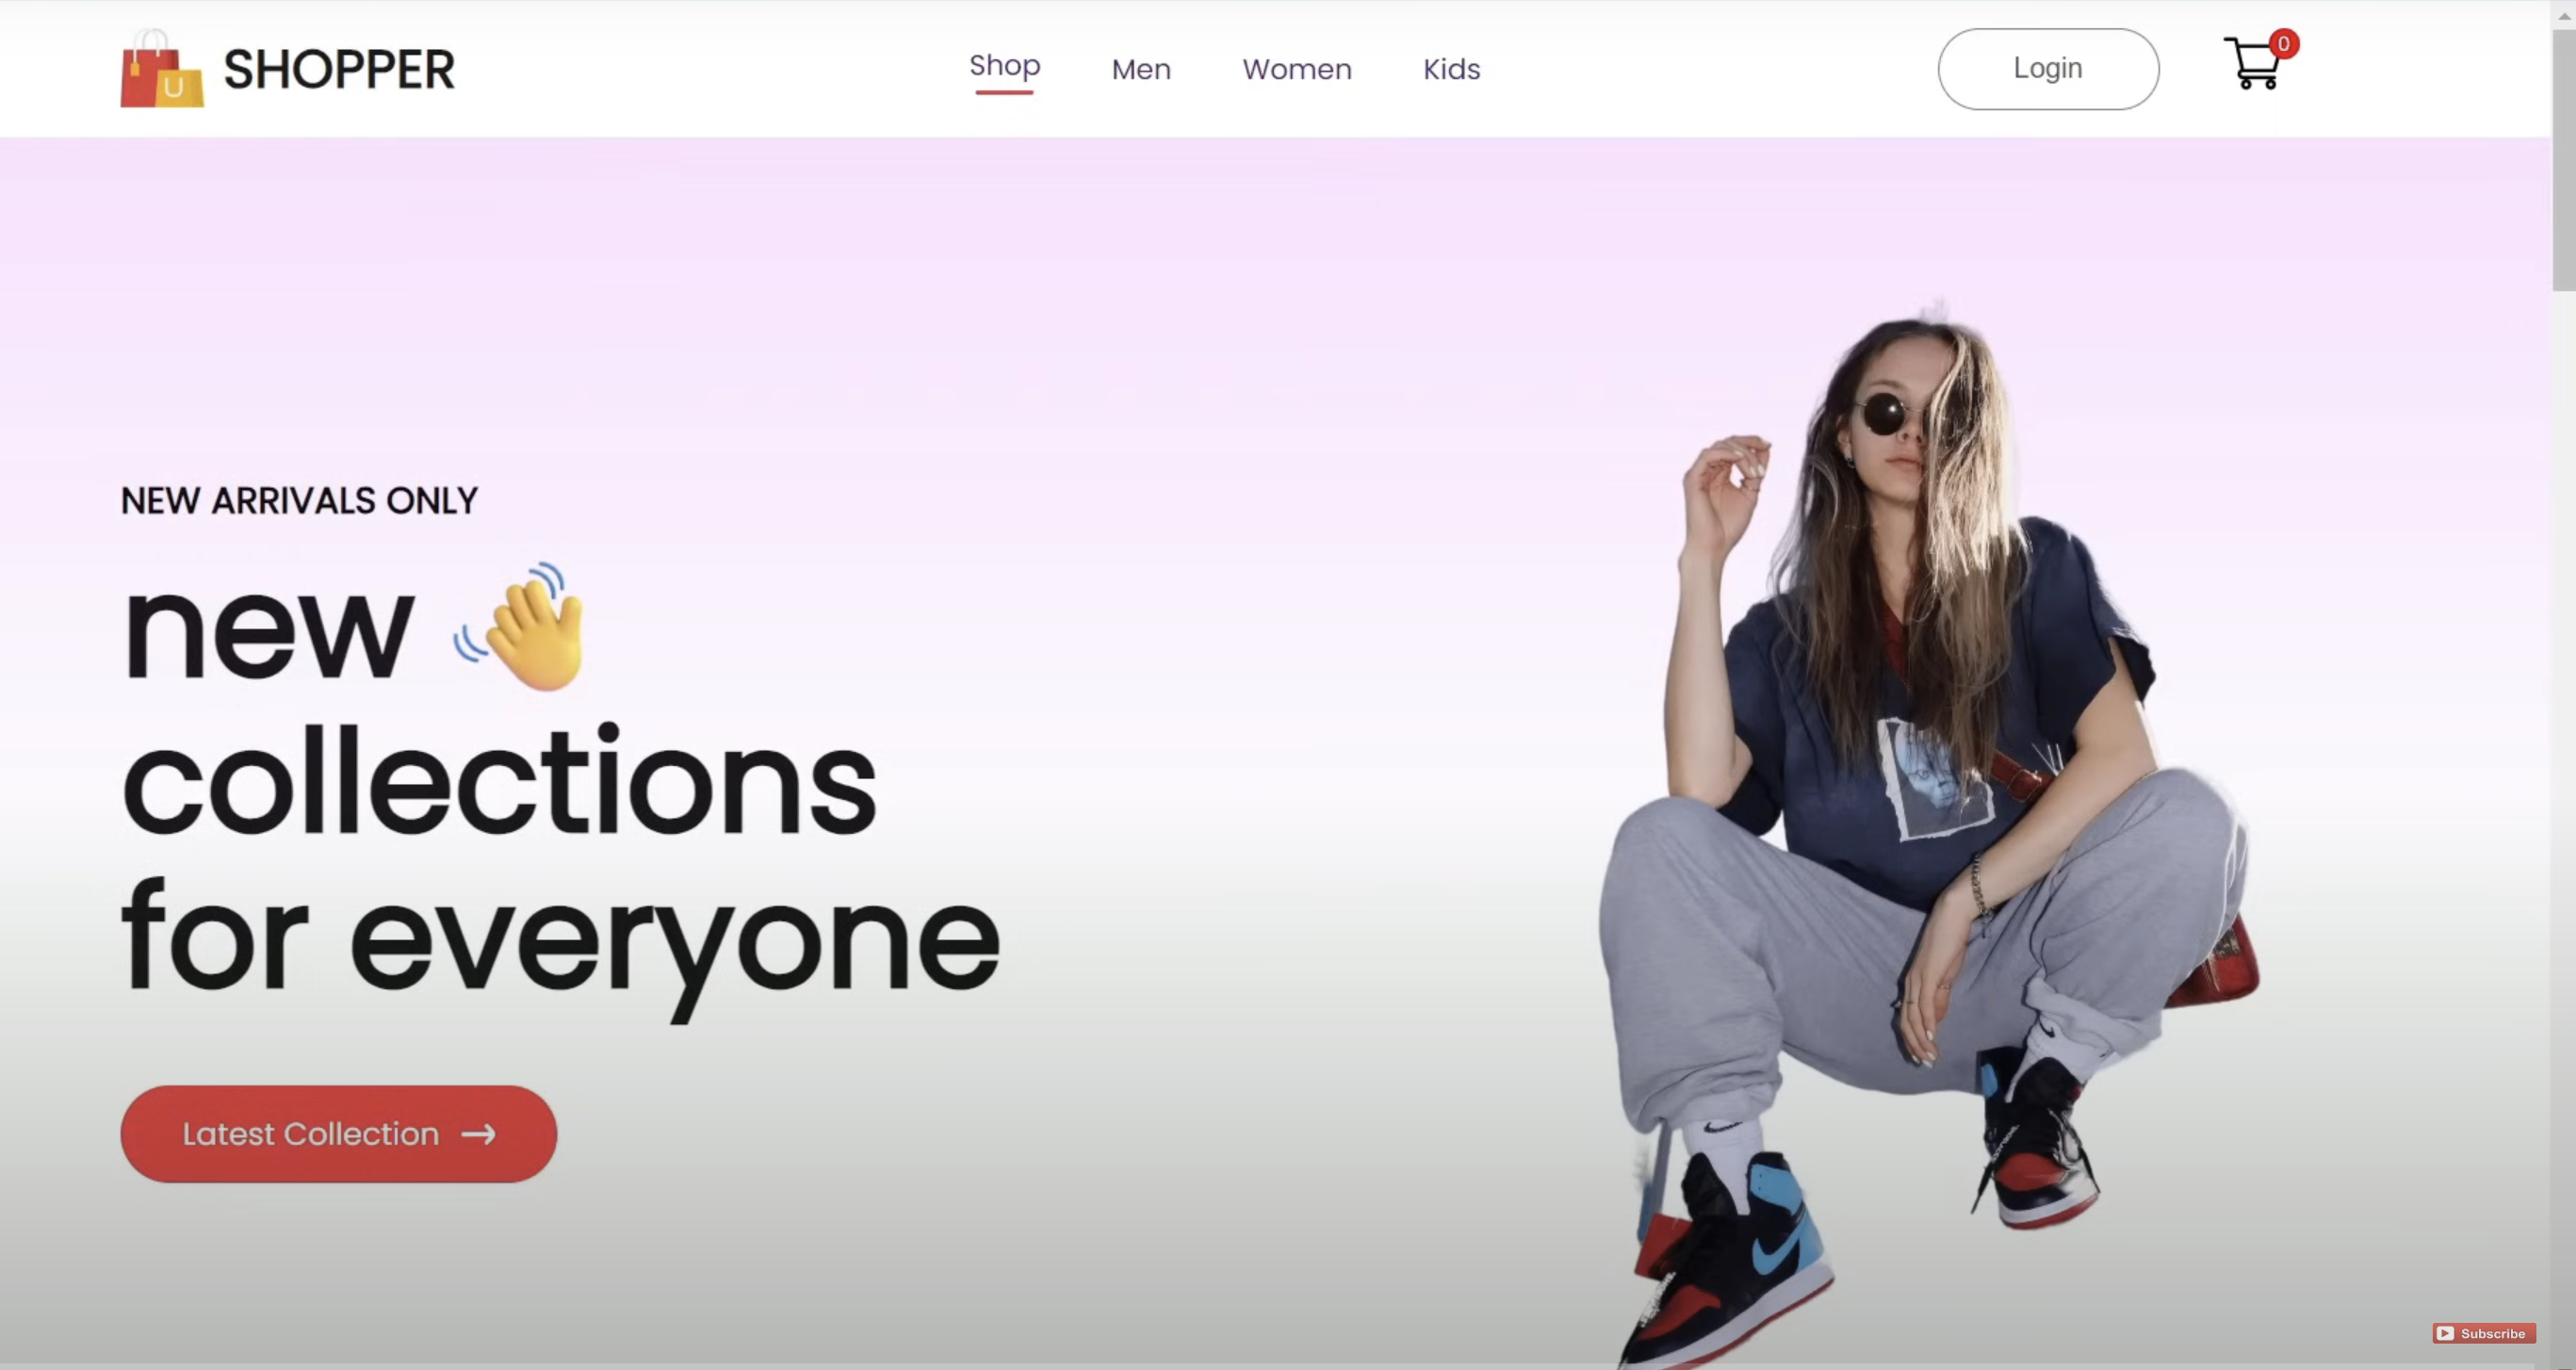 U
SHOPPER
Shop
Men
Women
Kids
Login
0
NEW ARRIVALS ONLY
new 👋
collections
for everyone
Latest Collection →
Subscribe